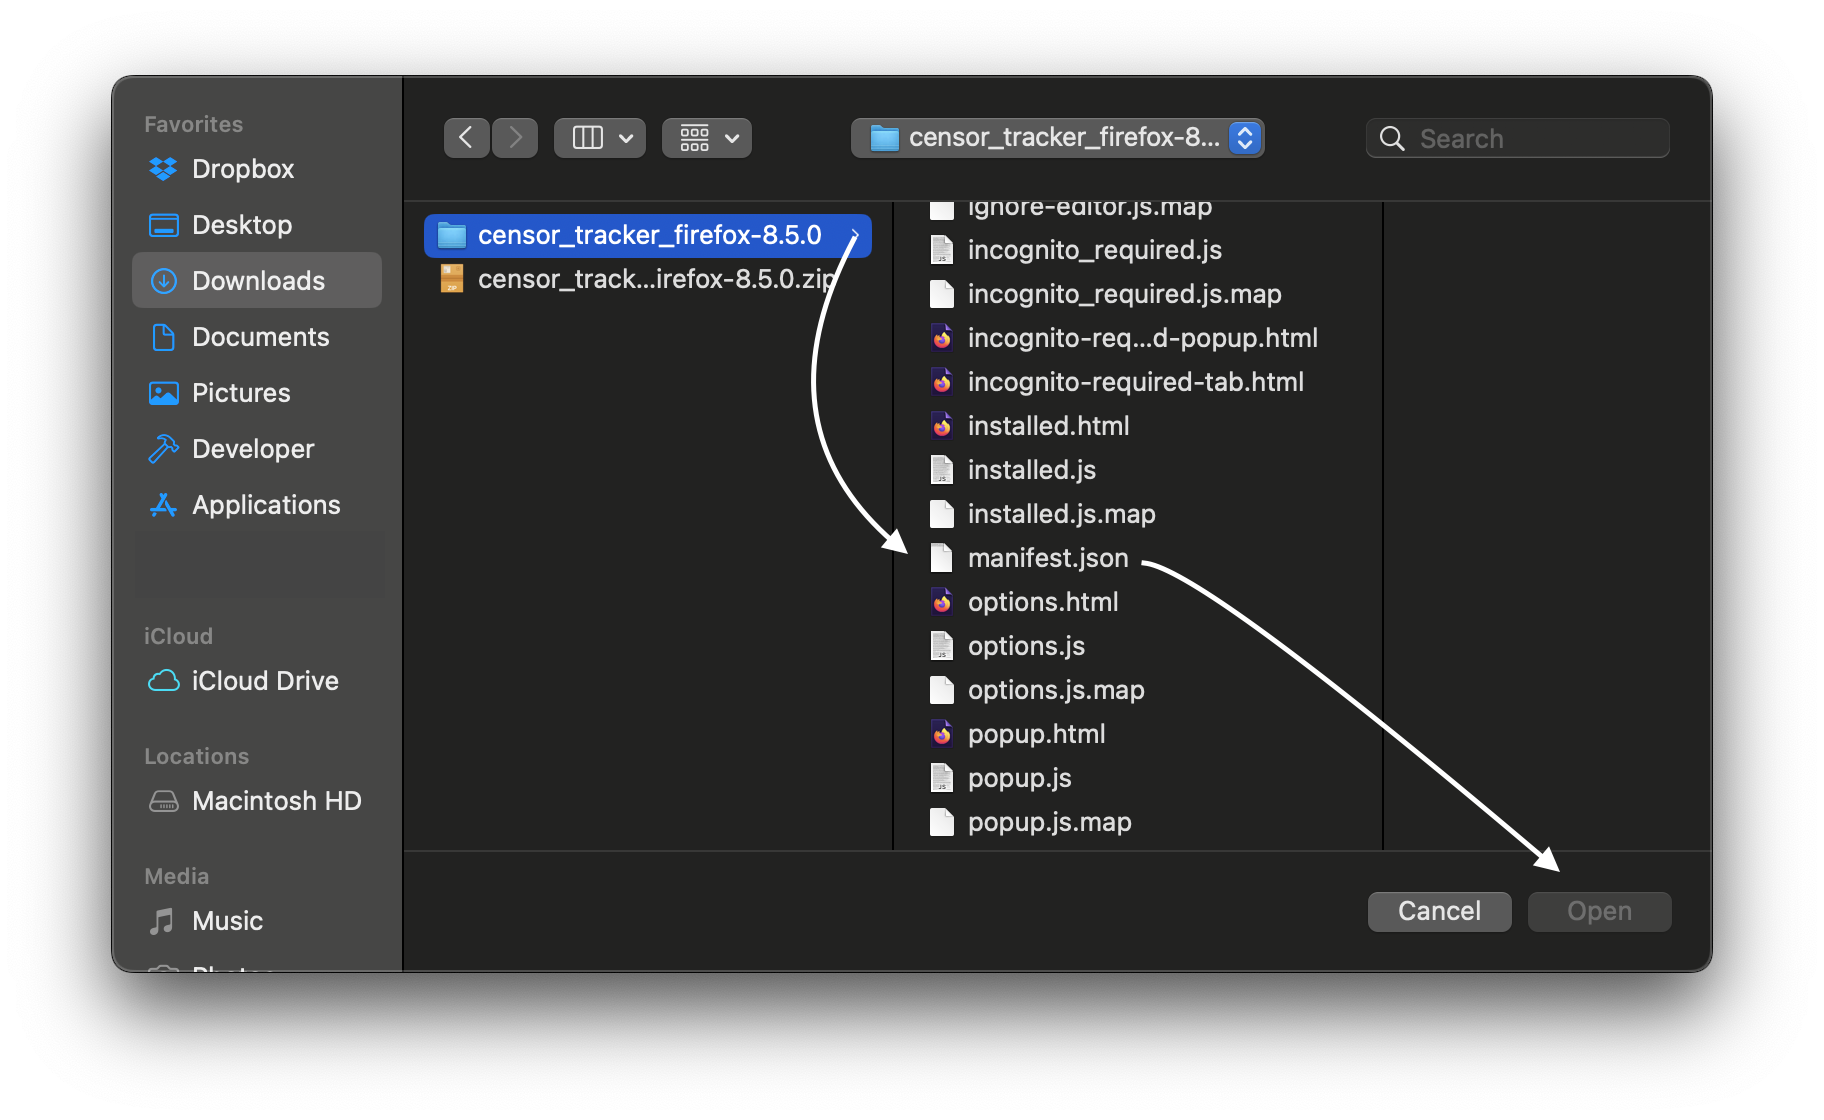 Favorites
Dropbox
Desktop
Downloads
Documents
Pictures
Developer
Applications
iCloud
iCloud Drive
Locations
Macintosh HD
Media
Music
Photos
censor_tracker_firefox-8...
Search
censor_tracker_firefox-8.5.0
censor_track...irefox-8.5.0.zip
ignore-editor.js.map
incognito_required.js
incognito_required.js.map
incognito-req...d-popup.html
incognito-required-tab.html
installed.html
installed.js
installed.js.map
manifest.json
options.html
options.js
options.js.map
popup.html
popup.js
popup.js.map
Cancel
Open